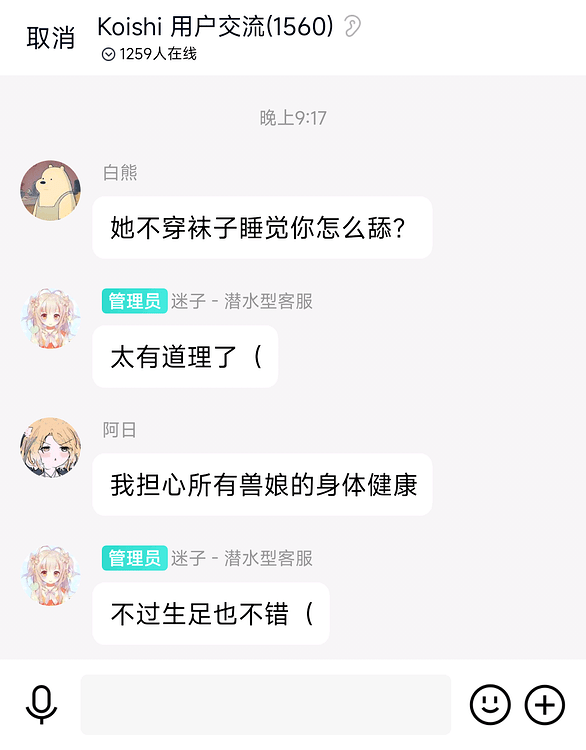 取消
Koishi 用户交流(1560)
1259人在线
晚上9:17
白熊
她不穿袜子睡觉你怎么舔？
管理员 迷子 - 潜水型客服
太有道理了（
阿日
我担心所有兽娘的身体健康
管理员 迷子 - 潜水型客服
不过生足也不错（